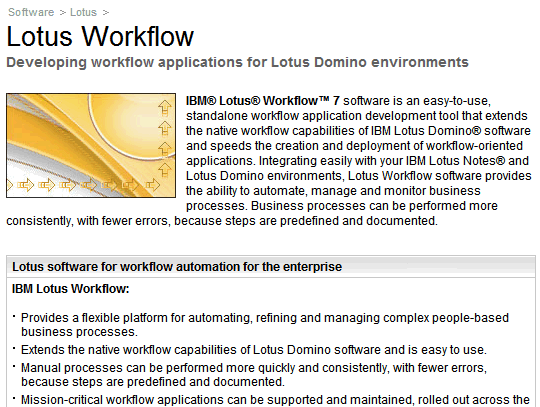 Software > Lotus >
Lotus Workflow
Developing workflow applications for Lotus Domino environments
IBM® Lotus® Workflow™ 7 software is an easy-to-use,
standalone workflow application development tool that extends
the native workflow capabilities of IBM Lotus Domino® software
and speeds the creation and deployment of workflow-oriented
applications. Integrating easily with your IBM Lotus Notes® and
Lotus Domino environments, Lotus Workflow software provides
the ability to automate, manage and monitor business
processes. Business processes can be performed more
consistently, with fewer errors, because steps are predefined and documented.
Lotus software for workflow automation for the enterprise
IBM Lotus Workflow:
· Provides a flexible platform for automating, refining and managing complex people-based
business processes.
· Extends the native workflow capabilities of Lotus Domino software and is easy to use.
· Manual processes can be performed more quickly and consistently, with fewer errors,
because steps are predefined and documented.
· Mission-critical workflow applications can be supported and maintained, rolled out across the